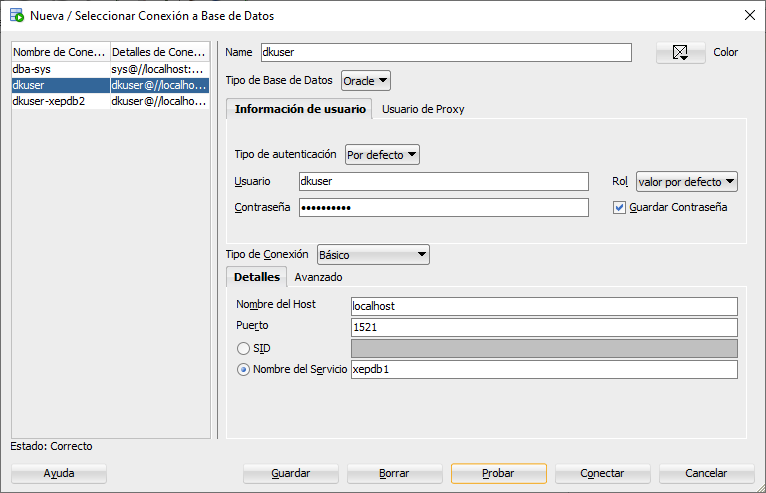 Nueva / Seleccionar Conexión a Base de Datos
Nombre de Cone... Detalles de Cone...
dba-sys sys@//localhost:...
dkuser dkuser@//localho...
dkuser-xepdb2 dkuser@//localho...
Name dkuser Color
Tipo de Base de Datos Oracle
Información de usuario Usuario de Proxy
Tipo de autenticación Por defecto
Usuario dkuser Rol valor por defecto
Contraseña •••••••••• Guardar Contraseña
Tipo de Conexión Básico
Detalles Avanzado
Nombre del Host localhost
Puerto 1521
SID
Nombre del Servicio xepdb1
Estado: Correcto
Ayuda Guardar Borrar Probar Conectar Cancelar